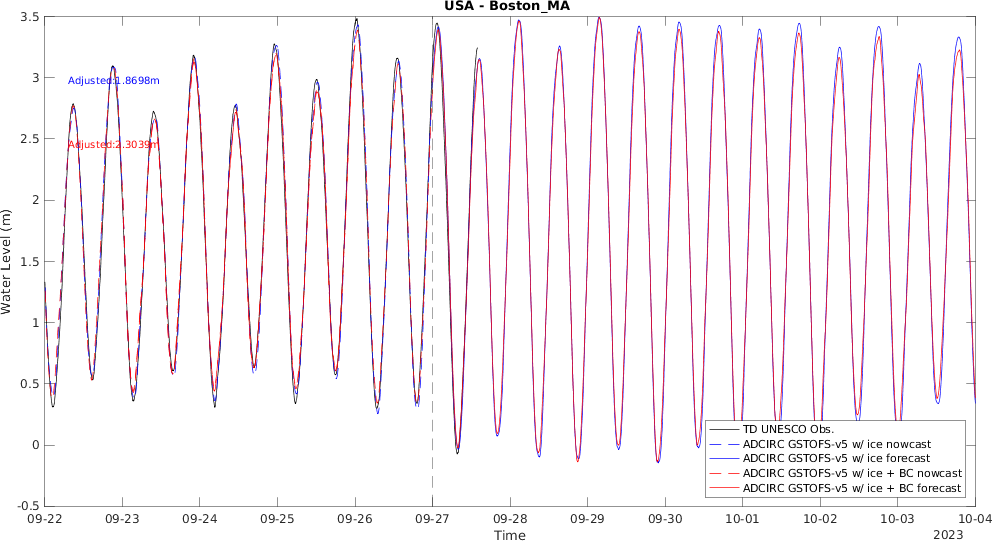 USA - Boston_MA
3.5
3
2.5
2
1.5
1
0.5
0
-0.5
Water Level (m)
Adjusted:1.8698m
Adjusted:2.3039m
TD UNESCO Obs.
ADCIRC GSTOFS-v5 w/ ice nowcast
ADCIRC GSTOFS-v5 w/ ice forecast
ADCIRC GSTOFS-v5 w/ ice + BC nowcast
ADCIRC GSTOFS-v5 w/ ice + BC forecast
09-22 09-23 09-24 09-25 09-26 09-27 09-28 09-29 09-30 10-01 10-02 10-03 10-04
Time
2023